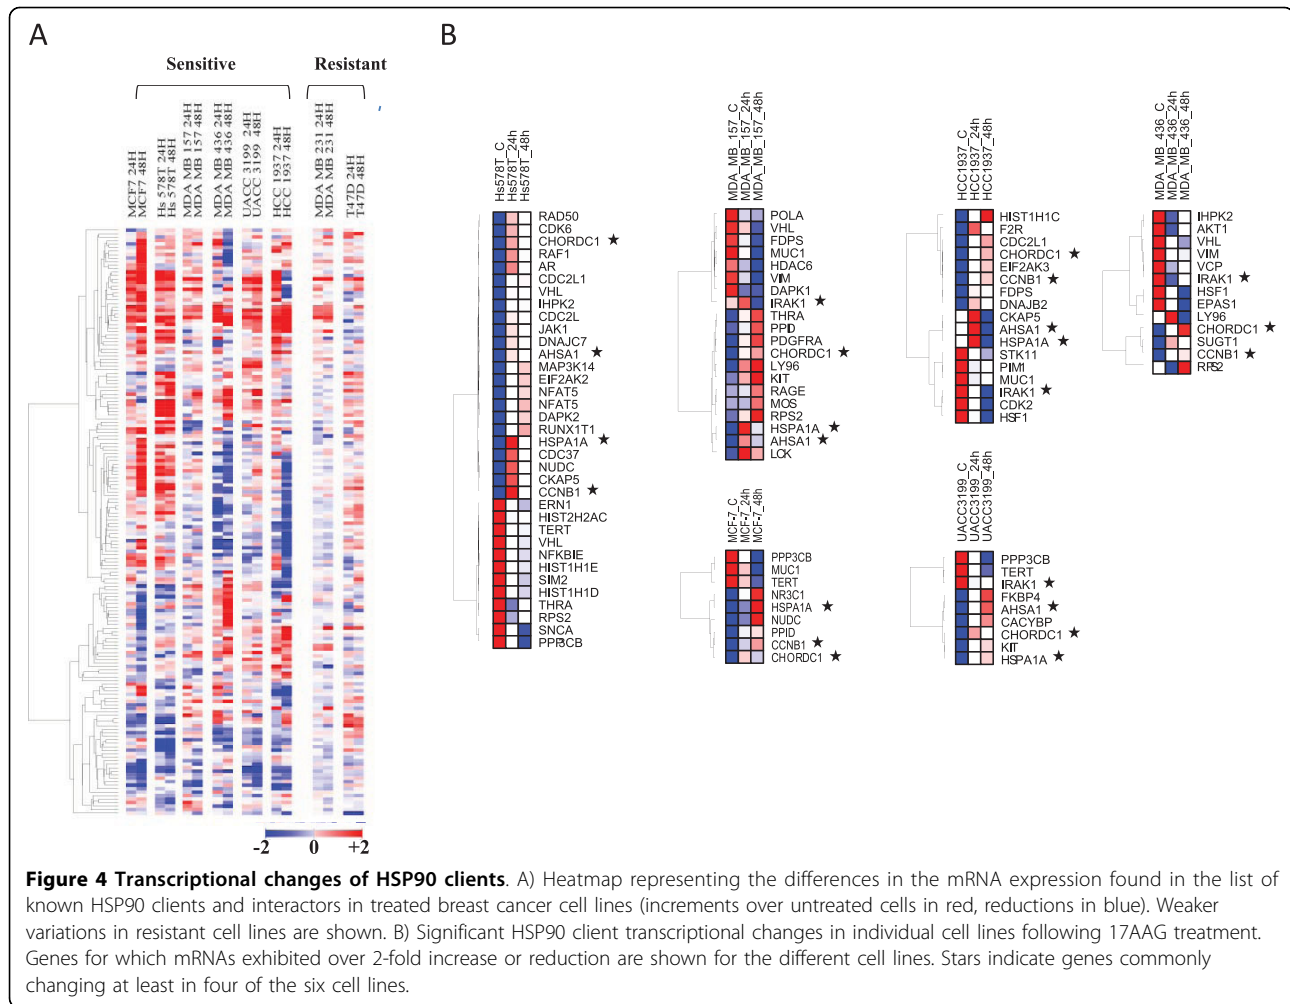 A
B
Sensitive
Resistant
MCF7 24H
MCF7 48H
Hs 578T 24H
Hs 578T 48H
MDA MB 157 24H
MDA MB 157 48H
MDA MB 436 24H
MDA MB 436 48H
UACC 3199 24H
UACC 3199 48H
HCC 1937 24H
HCC 1937 48H
MDA MB 231 24H
MDA MB 231 48H
T47D 24H
T47D 48H
-2 0 +2
Hs578T_C
Hs578T_24h
Hs578T_48h
RAD50
CDK6
CHORDC1 ★
RAF1
AR
CDC2L1
VHL
IHPK2
CDC2L
JAK1
DNAJC7
AHSA1 ★
MAP3K14
EIF2AK2
NFAT5
NFAT5
DAPK2
RUNX1T1
HSPA1A ★
CDC37
NUDC
CKAP5
CCNB1 ★
ERN1
HIST2H2AC
TERT
VHL
NFKBIE
HIST1H1E
SIM2
HIST1H1D
THRA
RPS2
SNCA
PPP3CB
MDA_MB_157_C
MDA_MB_157_24h
MDA_MB_157_48h
POLA
VHL
FDPS
MUC1
HDAC6
VIM
DAPK1
IRAK1 ★
THRA
PPID
PDGFRA
CHORDC1 ★
LY96
KIT
RAGE
MOS
RPS2
HSPA1A ★
AHSA1 ★
LCK
HCC1937_C
HCC1937_24h
HCC1937_48h
HIST1H1C
F2R
CDC2L1
CHORDC1 ★
EIF2AK3
CCNB1 ★
FDPS
DNAJB2
CKAP5
AHSA1 ★
HSPA1A ★
STK11
PIM1
MUC1
IRAK1 ★
CDK2
HSF1
MDA_MB_436_C
MDA_MB_436_24h
MDA_MB_436_48h
IHPK2
AKT1
VHL
VIM
VCP
IRAK1 ★
HSF1
EPAS1
LY96
CHORDC1 ★
SUGT1
CCNB1 ★
RPS2
MCF-7_C
MCF-7_24h
MCF-7_48h
PPP3CB
MUC1
TERT
NR3C1
HSPA1A ★
NUDC
PPID
CCNB1 ★
CHORDC1 ★
UACC3199_C
UACC3199_24h
UACC3199_48h
PPP3CB
TERT
IRAK1 ★
FKBP4
AHSA1 ★
CACYBP
CHORDC1 ★
KIT
HSPA1A ★
Figure 4 Transcriptional changes of HSP90 clients. A) Heatmap representing the differences in the mRNA expression found in the list of
known HSP90 clients and interactors in treated breast cancer cell lines (increments over untreated cells in red, reductions in blue). Weaker
variations in resistant cell lines are shown. B) Significant HSP90 client transcriptional changes in individual cell lines following 17AAG treatment.
Genes for which mRNAs exhibited over 2-fold increase or reduction are shown for the different cell lines. Stars indicate genes commonly
changing at least in four of the six cell lines.